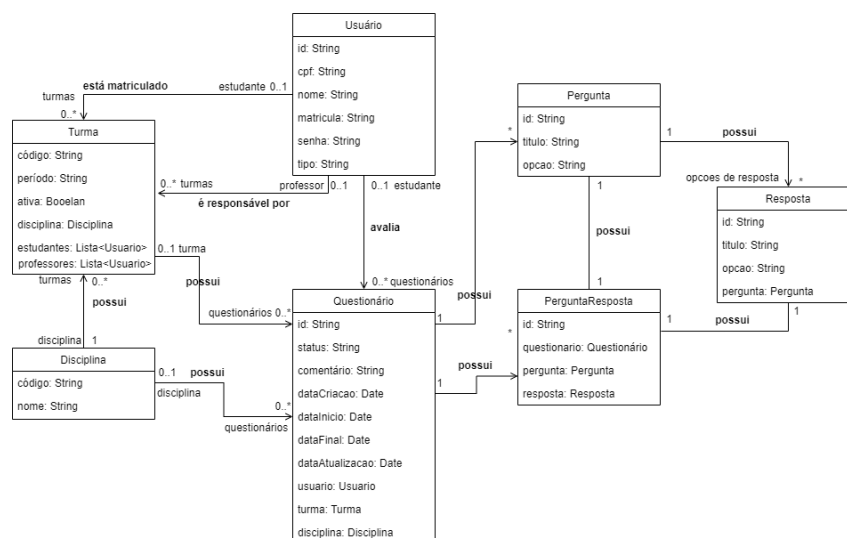 Usuário
id: String
cpf: String
nome: String
matricula: String
senha: String
tipo: String
está matriculado
estudante 0..1
turmas
0..*
Turma
código: String
período: String
ativa: Booelan
disciplina: Disciplina
estudantes: Lista<Usuario>
professores: Lista<Usuario>
0..* turmas
professor
0..1
é responsável por
0..1 estudante
avalia
0..* questionários
0..1 turma
possui
questionários 0..*
turmas
0..*
possui
disciplina
1
Disciplina
código: String
nome: String
0..1
possui
disciplina
0..*
questionários
Questionário
id: String
status: String
comentário: String
dataCriacao: Date
dataInicio: Date
dataFinal: Date
dataAtualizacao: Date
usuario: Usuario
turma: Turma
disciplina: Disciplina
1
possui
*
1
possui
*
Pergunta
id: String
titulo: String
opcao: String
1
possui
opcoes de resposta
*
1
possui
1
PerguntaResposta
id: String
questionario: Questionário
pergunta: Pergunta
resposta: Resposta
1
possui
1
Resposta
id: String
titulo: String
opcao: String
pergunta: Pergunta